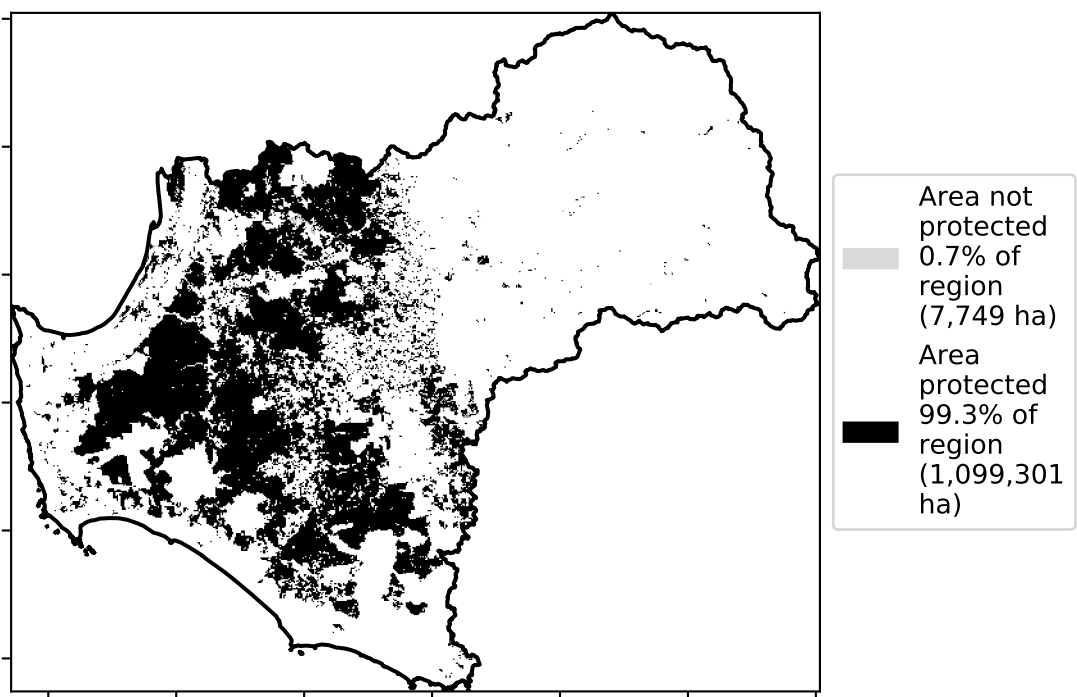 Area not
protected
0.7% of
region
(7,749 ha)
Area
protected
99.3% of
region
(1,099,301
ha)